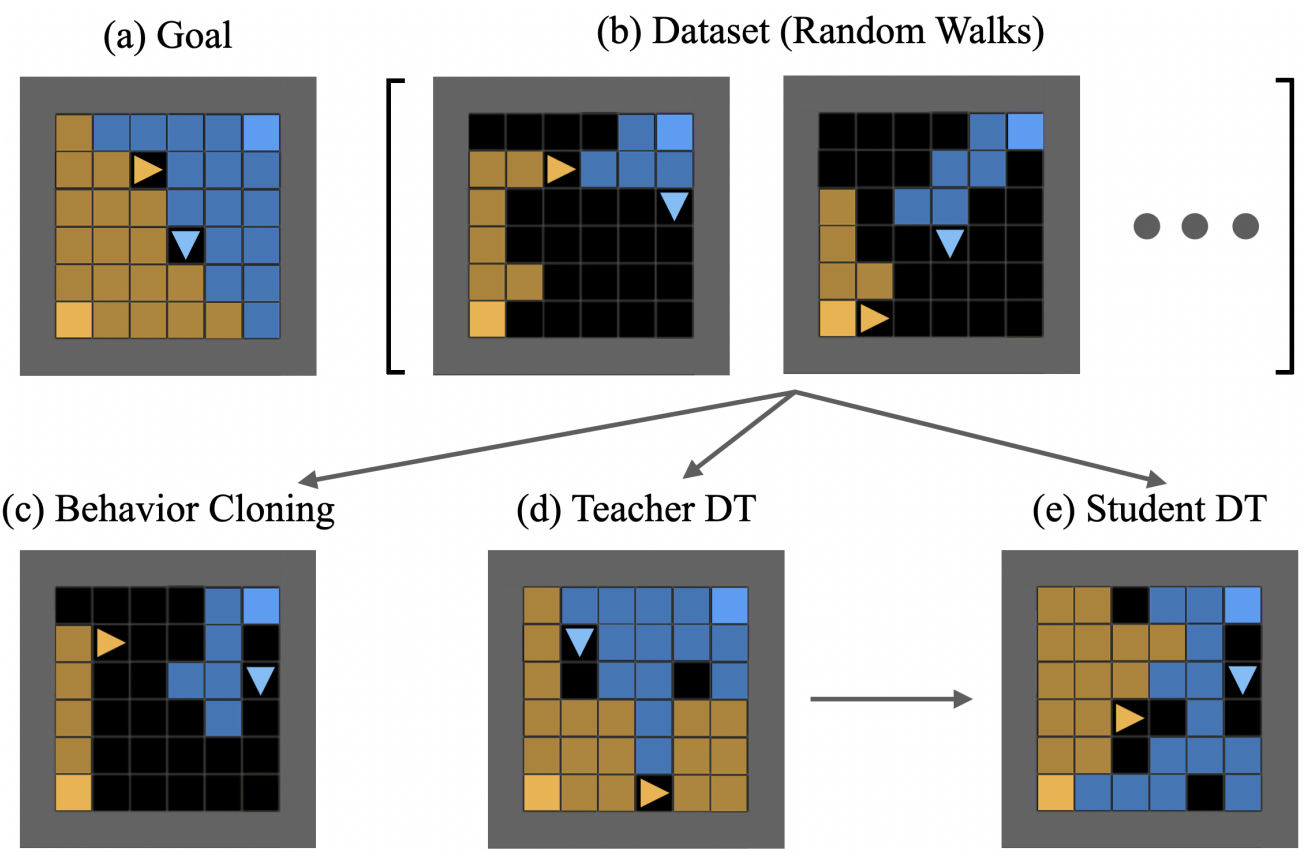 (a) Goal
(b) Dataset (Random Walks)
(c) Behavior Cloning
(d) Teacher DT
(e) Student DT